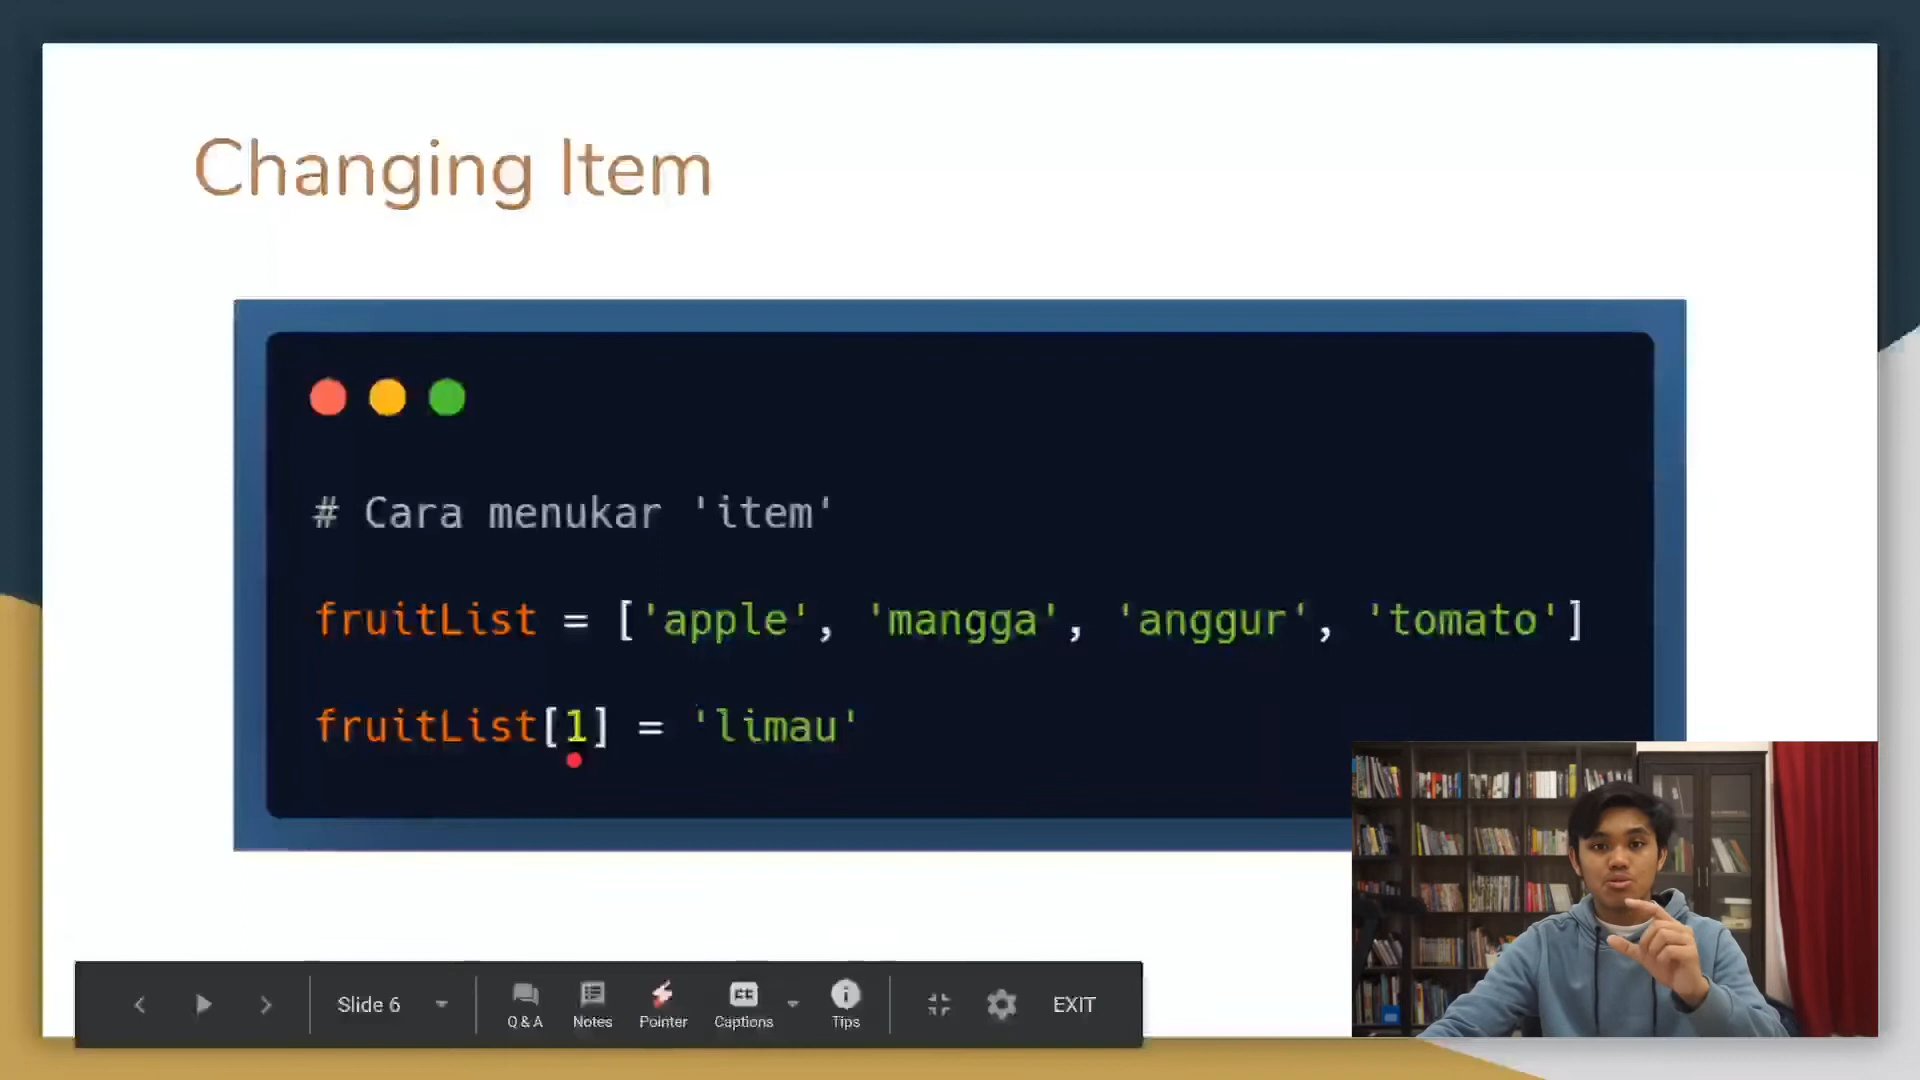 Changing Item
# Cara menukar 'item'
fruitList = ['apple', 'mangga', 'anggur', 'tomato']
fruitList[1] = 'limau'
Slide 6
Q & A
Notes
Pointer
Captions
Tips
EXIT